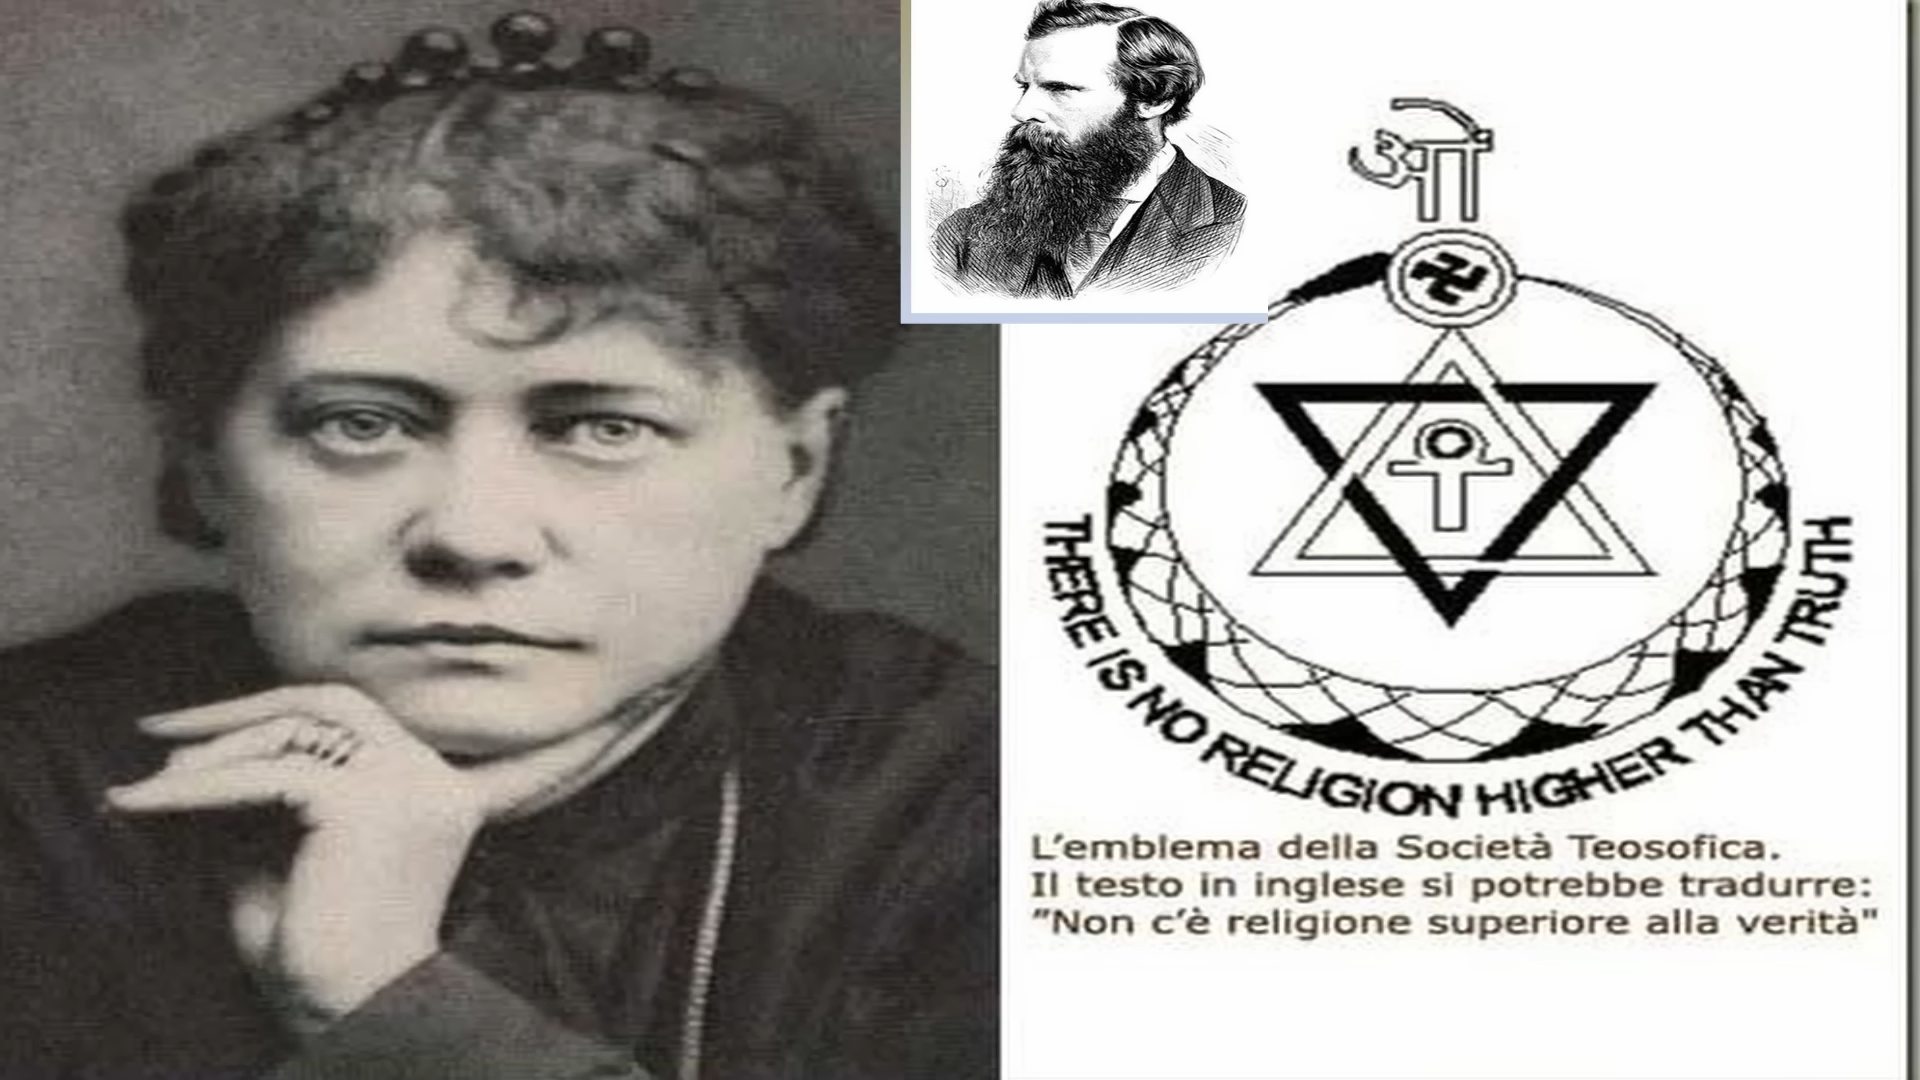 ओं
THERE IS NO RELIGION HIGHER THAN TRUTH
L'emblema della Società Teosofica.
Il testo in inglese si potrebbe tradurre:
"Non c'è religione superiore alla verità"